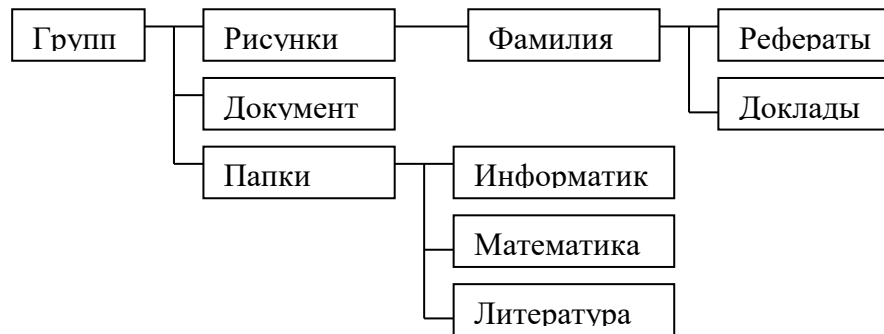 Групп
Рисунки
Фамилия
Рефераты
Документ
Доклады
Папки
Информатик
Математика
Литература